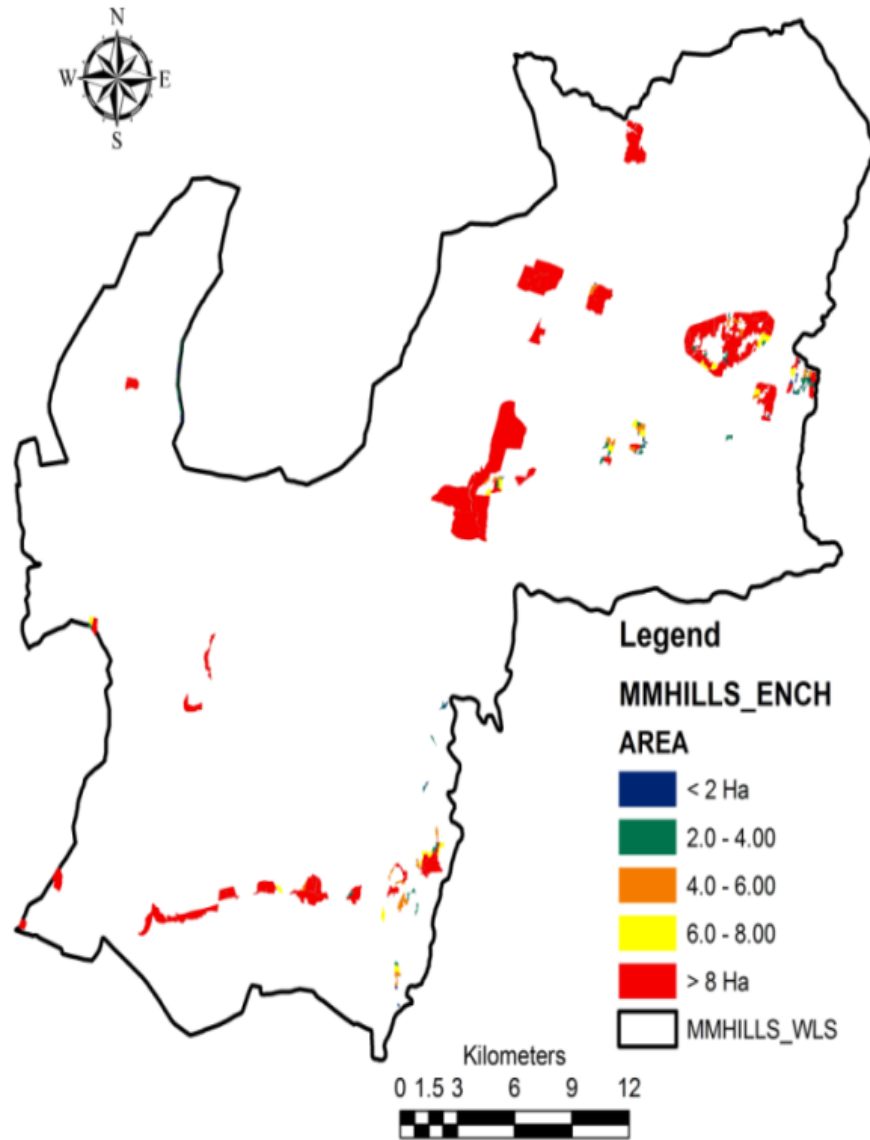 N
W E
S
Legend
MMHILLS_ENCH
AREA
< 2 Ha
2.0 - 4.00
4.0 - 6.00
6.0 - 8.00
> 8 Ha
MMHILLS_WLS
Kilometers
0 1.5 3 6 9 12